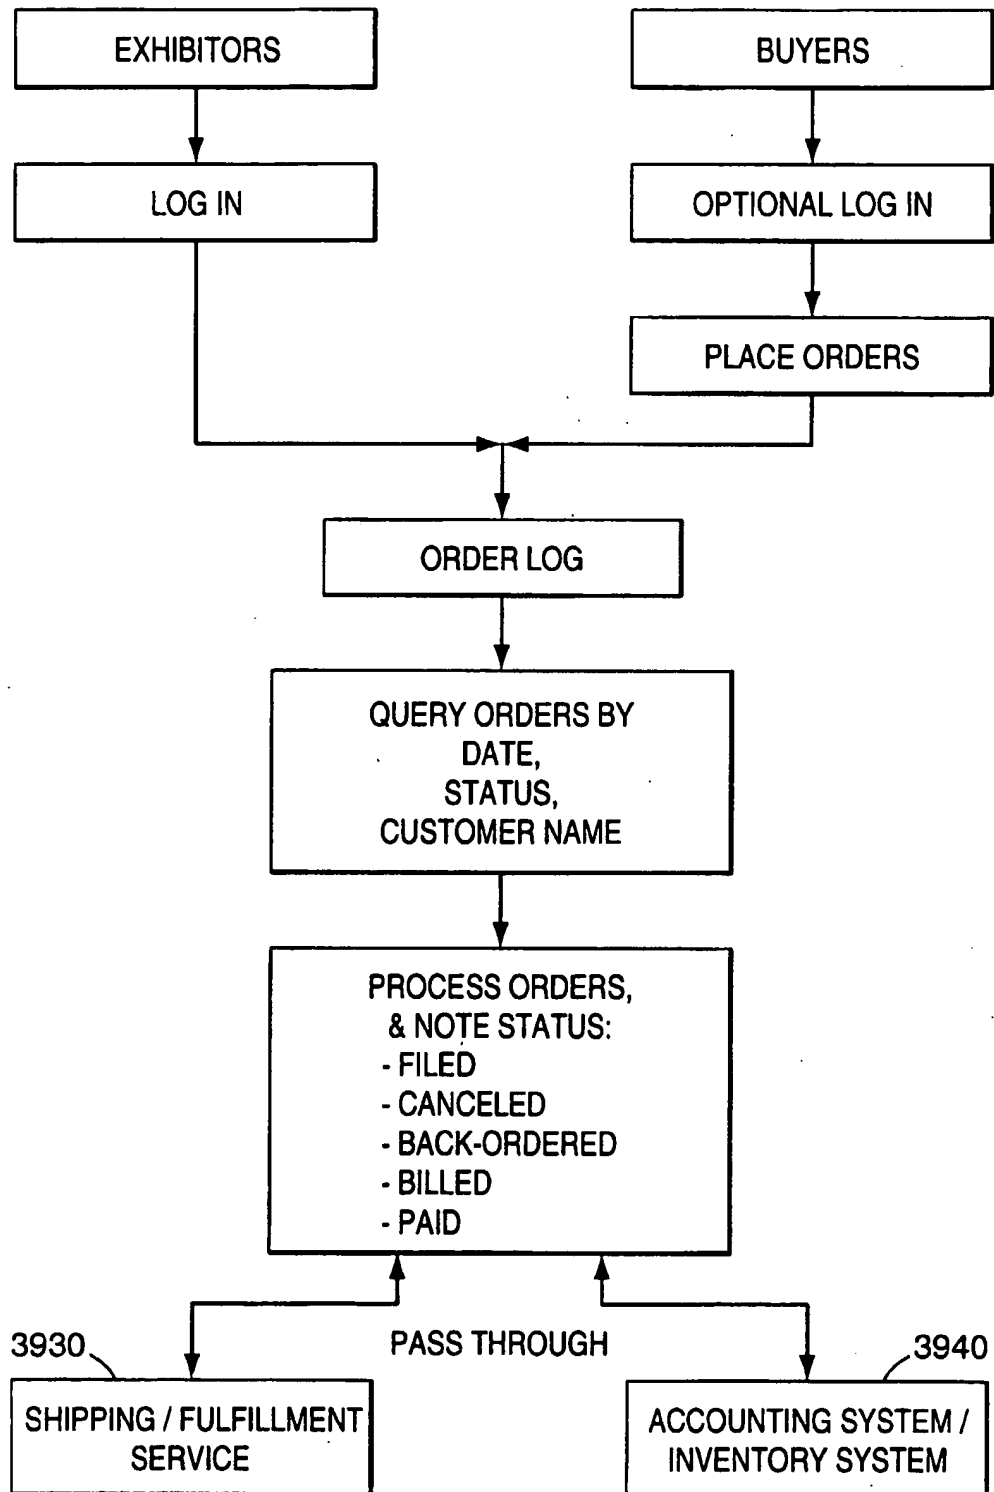 EXHIBITORS
BUYERS
LOG IN
OPTIONAL LOG IN
PLACE ORDERS
ORDER LOG
QUERY ORDERS BY
DATE,
STATUS,
CUSTOMER NAME
PROCESS ORDERS,
& NOTE STATUS:
- FILED
- CANCELED
- BACK-ORDERED
- BILLED
- PAID
PASS THROUGH
3930
3940
SHIPPING / FULFILLMENT
SERVICE
ACCOUNTING SYSTEM /
INVENTORY SYSTEM